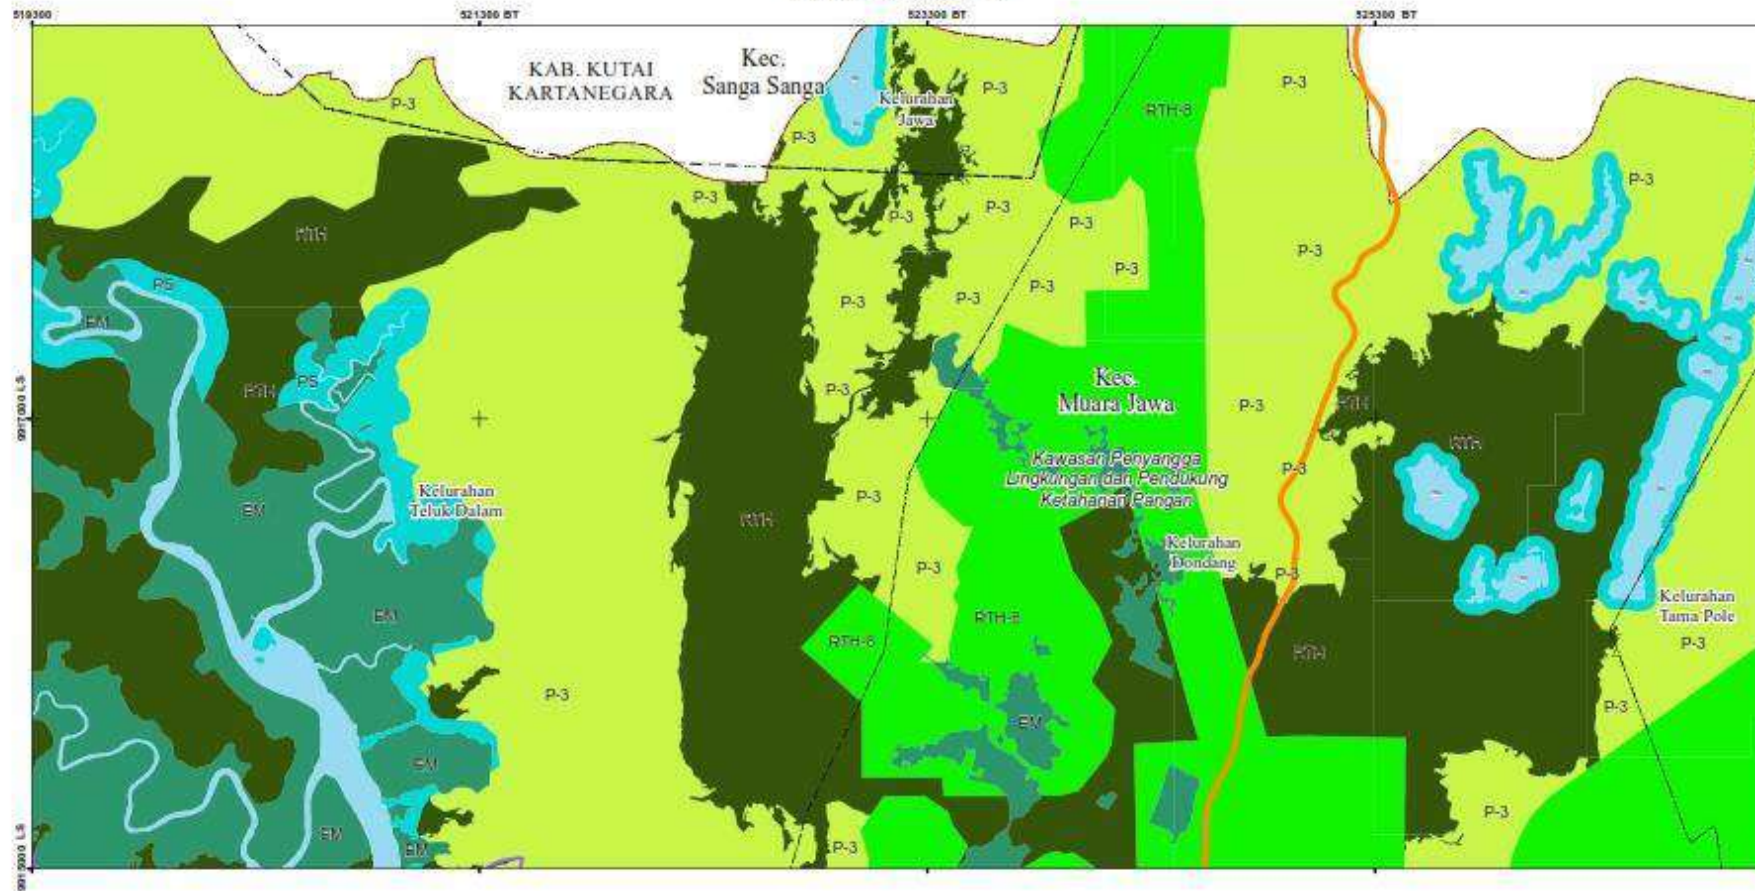 519300
521300 BT
523300 BT
525300 BT
KAB. KUTAI
KARTANEGARA
Kec.
Sanga Sanga
Kelurahan
Jawa
P-3
P-3
P-3
P-3
RTH-8
P-3
RTH
P-3
P-3
P-3
P-3
P-3
P-3
PS
EM
P-3
P-3
P-3
RTH
PS
P-3
Kec.
Muara Jawa
P-3
RTH
RTH
9917000 LS
Kelurahan
Teluk Dalam
EM
RTH
P-3
Kawasan Penyangga
Lingkungan dan Pendukung
Ketahanan Pangan
P-3
Kelurahan
Dondang
P-3
P-3
Kelurahan
Tama Pole
EM
RTH-8
RTH-8
RTH
P-3
P-3
EM
P-3
EM
P-3
EM
EM
P-3